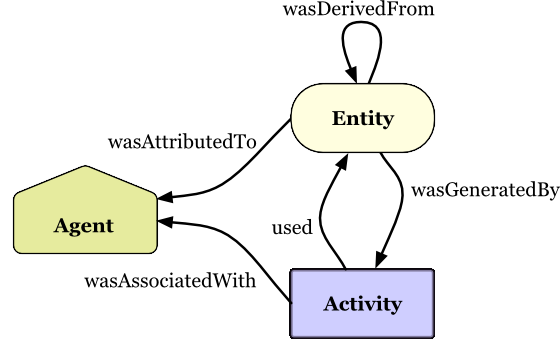 wasDerivedFrom
Entity
wasAttributedTo
wasGeneratedBy
Agent
used
wasAssociatedWith
Activity